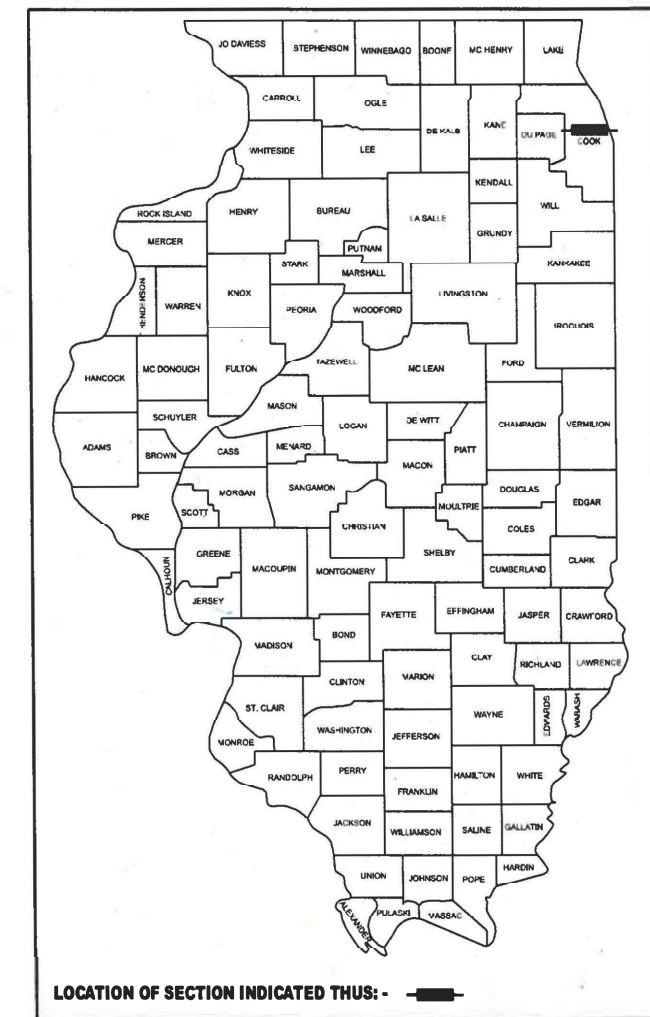 JO DAVIESS
STEPHENSON
WINNEBAGO
BOONE
MC HENRY
LAKE
CARROLL
OGLE
DE KALB
KANE
DU PAGE
COOK
WHITESIDE
LEE
KENDALL
WILL
ROCK ISLAND
HENRY
BUREAU
LA SALLE
GRUNDY
MERCER
PUTNAM
STARK
MARSHALL
KANKAKEE
HENDERSON
WARREN
KNOX
PEORIA
WOODFORD
LIVINGSTON
IROQUOIS
HANCOCK
MC DONOUGH
FULTON
TAZEWELL
MC LEAN
FORD
SCHUYLER
MASON
LOGAN
DE WITT
CHAMPAIGN
VERMILION
ADAMS
BROWN
CASS
MENARD
PIATT
MACON
PIKE
SCOTT
MORGAN
SANGAMON
MOULTRIE
DOUGLAS
EDGAR
CHRISTIAN
COLES
GREENE
MACOUPIN
MONTGOMERY
SHELBY
CUMBERLAND
CLARK
CALHOUN
JERSEY
FAYETTE
EFFINGHAM
JASPER
CRAWFORD
MADISON
BOND
CLAY
RICHLAND
LAWRENCE
CLINTON
MARION
ST. CLAIR
WAYNE
EDWARDS
WABASH
WASHINGTON
JEFFERSON
MONROE
RANDOLPH
PERRY
HAMILTON
WHITE
FRANKLIN
JACKSON
WILLIAMSON
SALINE
GALLATIN
UNION
JOHNSON
POPE
HARDIN
ALEXANDER
PULASKI
MASSAC
LOCATION OF SECTION INDICATED THUS: -